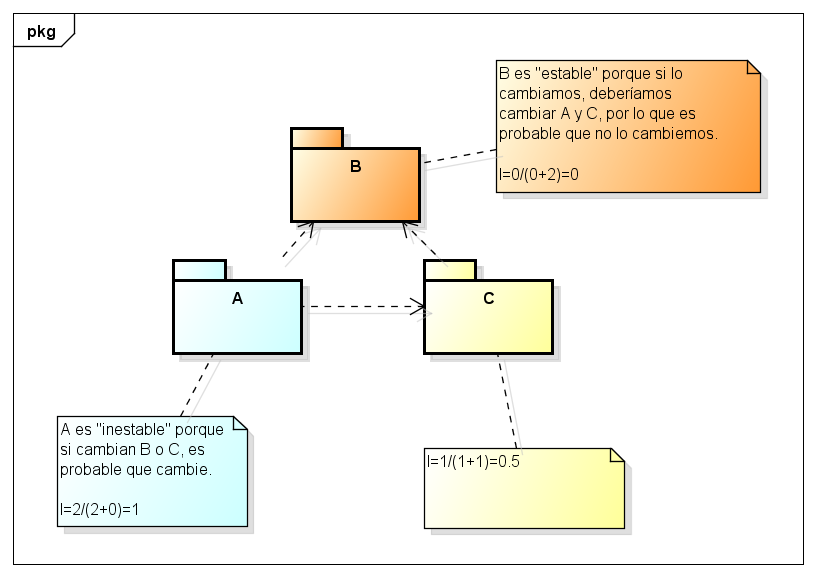 pkg
B es "estable" porque si lo
cambiamos, deberíamos
cambiar A y C, por lo que es
probable que no lo cambiemos.
I=0/(0+2)=0
B
A
C
A es "inestable" porque
si cambian B o C, es
probable que cambie.
I=2/(2+0)=1
I=1/(1+1)=0.5